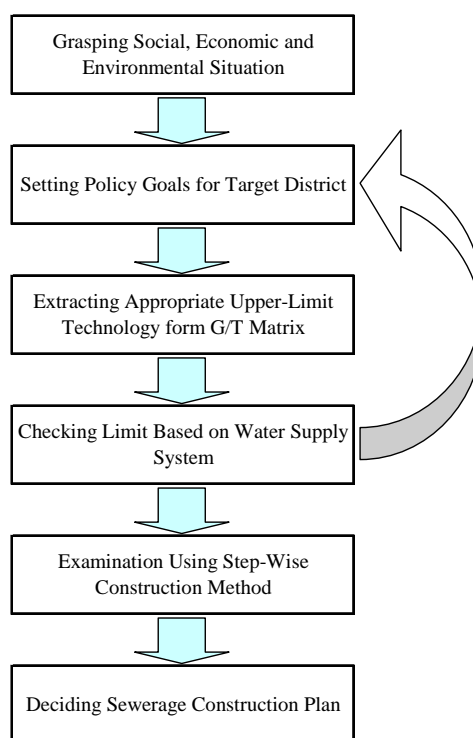 Grasping Social, Economic and
Environmental Situation
Setting Policy Goals for Target District
Extracting Appropriate Upper-Limit
Technology form G/T Matrix
Checking Limit Based on Water Supply
System
Examination Using Step-Wise
Construction Method
Deciding Sewerage Construction Plan